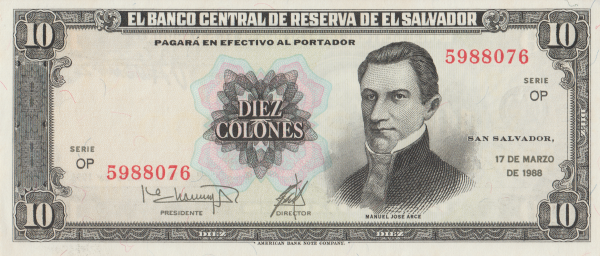 10 EL BANCO CENTRAL DE RESERVA DE EL SALVADOR 10
PAGARÁ EN EFECTIVO AL PORTADOR
5988076
SERIE
OP
DIEZ
COLONES
DIEZ
SAN SALVADOR,
17 DE MARZO
DE 1988
SERIE
OP
5988076
PRESIDENTE
DIRECTOR
MANUEL JOSE ARCE
10 DIEZ DIEZ 10
AMERICAN BANK NOTE COMPANY.